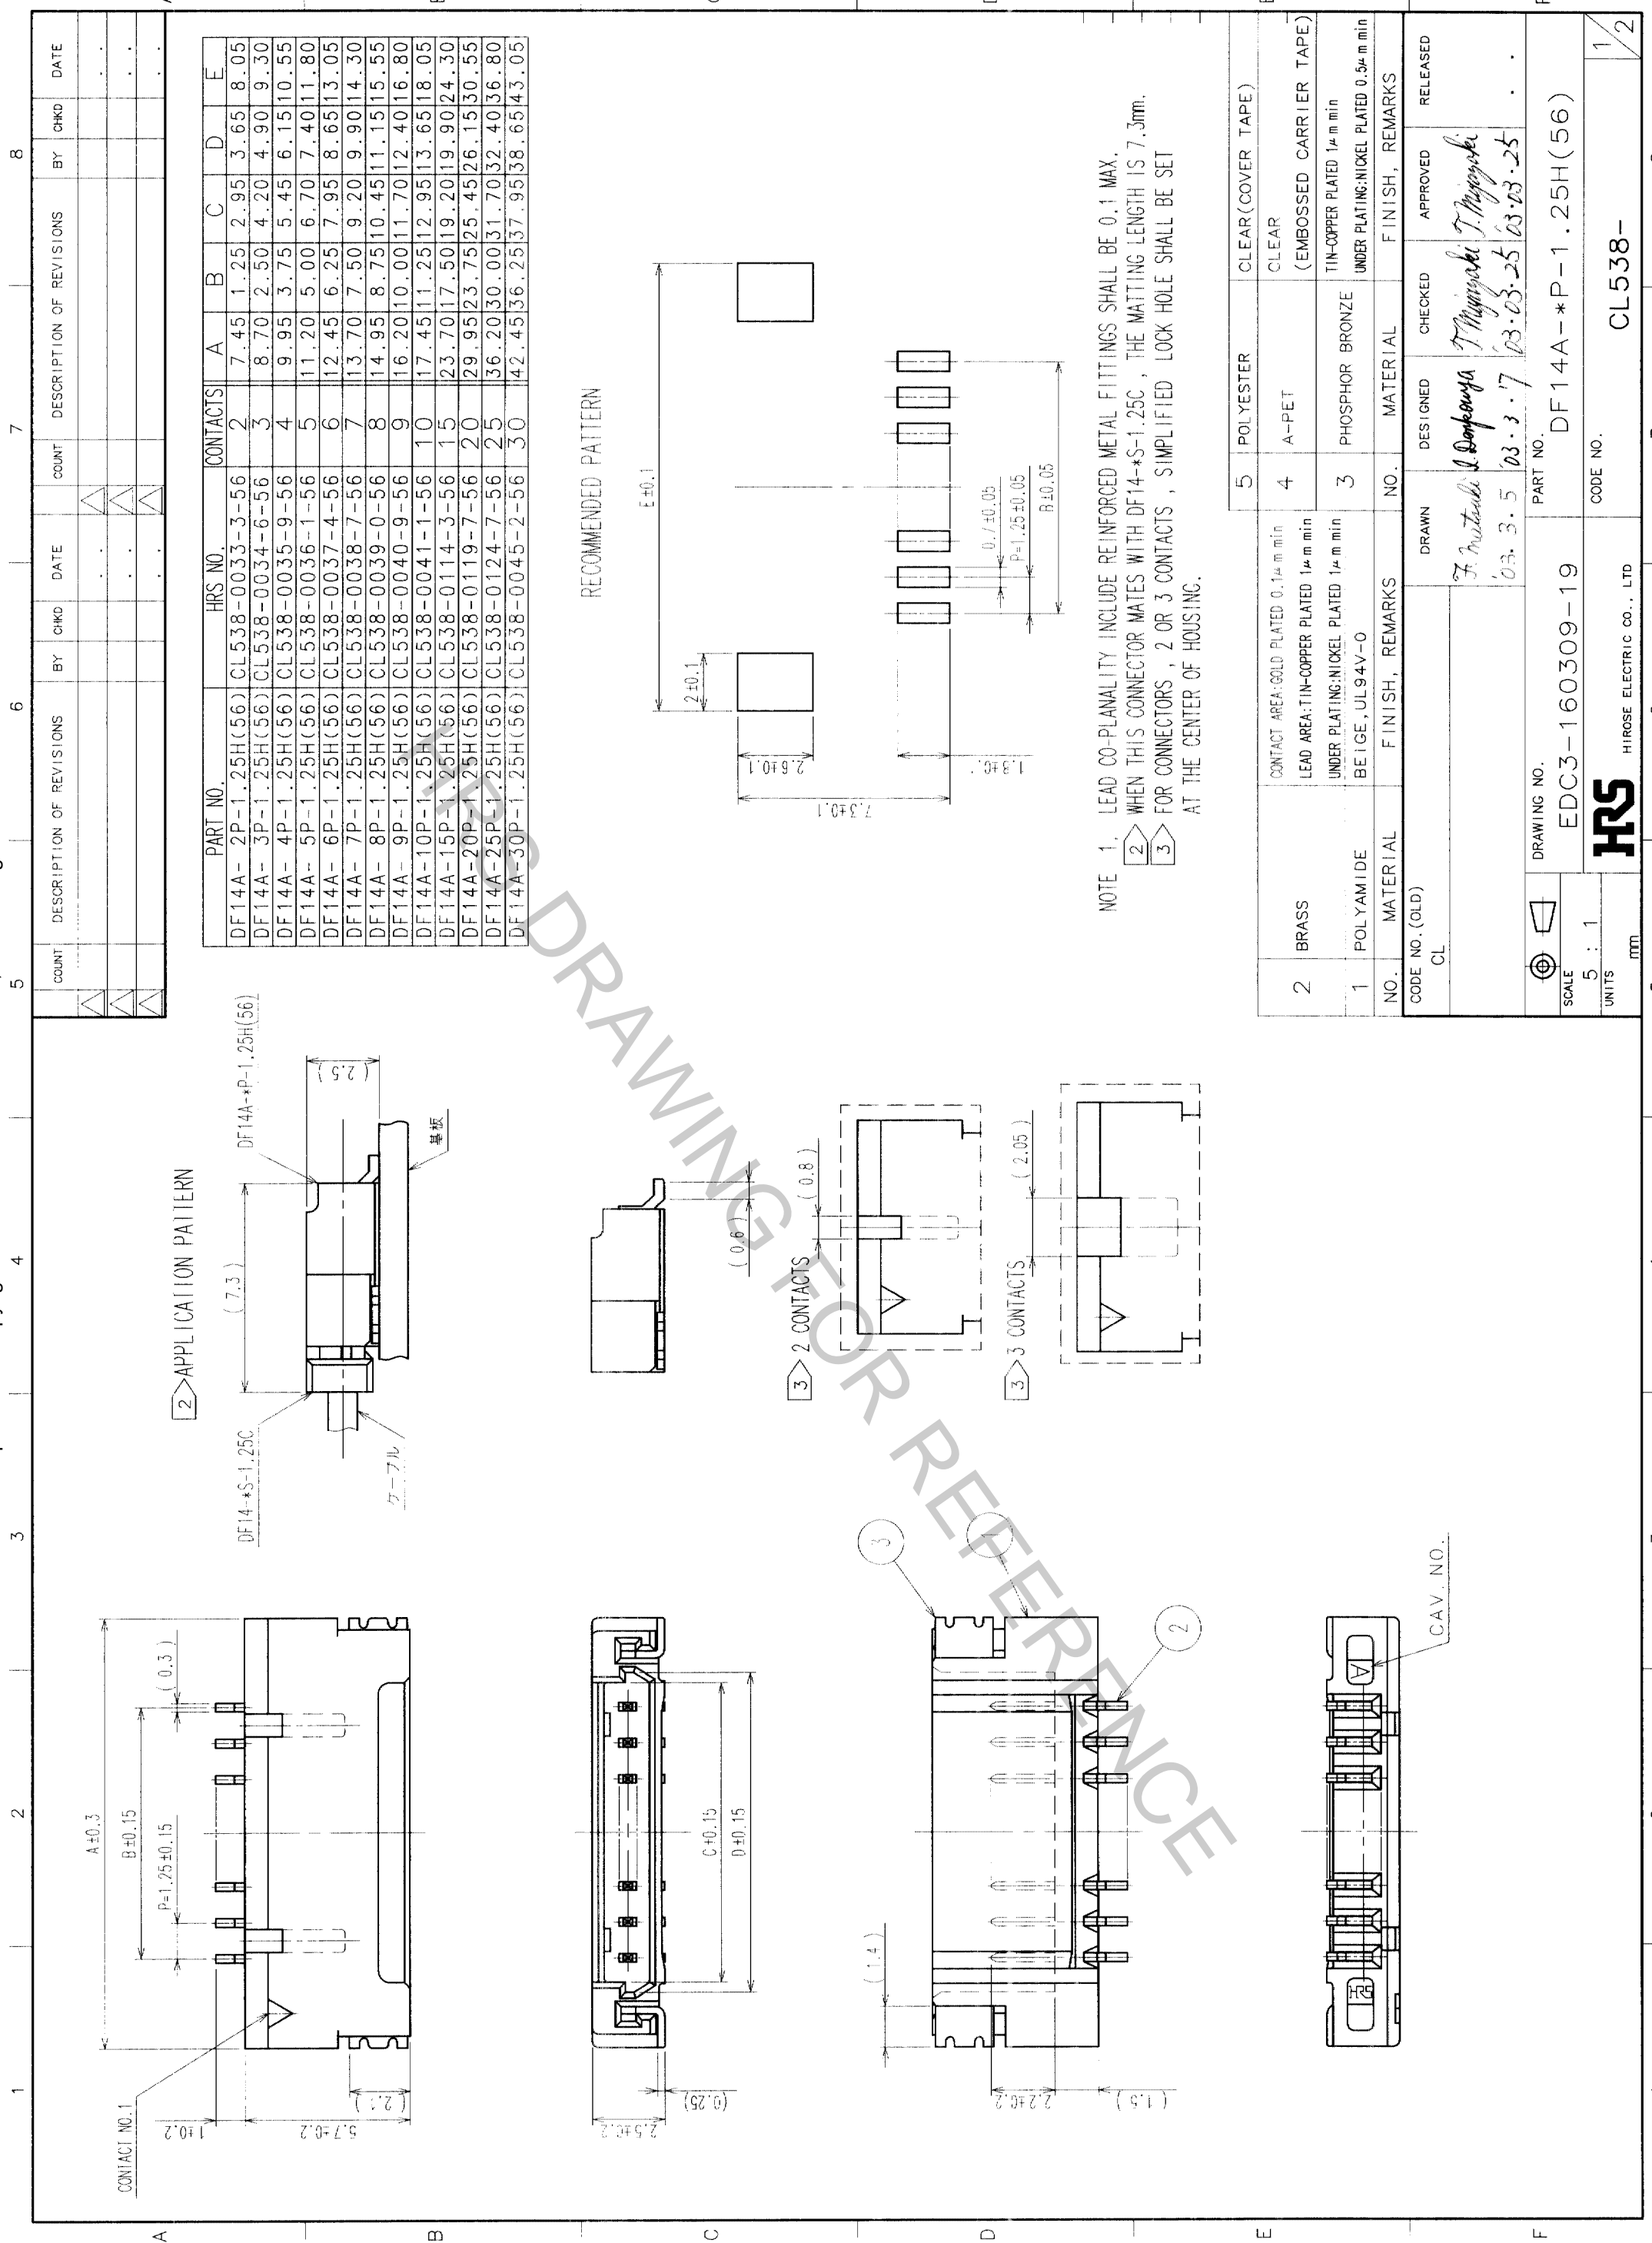 1 2 3 4 5 6 7 8
A
B
C
D
E
F
COUNT DESCRIPTION OF REVISIONS BY CHKD DATE COUNT DESCRIPTION OF REVISIONS BY CHKD DATE
PART NO. HRS NO. CONTACTS A B C D E
DF14A- 2P-1.25H(56) CL538-0033-3-56 2 7.45 1.25 2.95 3.65 8.05
DF14A- 3P-1.25H(56) CL538-0034-6-56 3 8.70 2.50 4.20 4.90 9.30
DF14A- 4P-1.25H(56) CL538-0035-9-56 4 9.95 3.75 5.45 6.15 10.55
DF14A- 5P-1.25H(56) CL538-0036-1-56 5 11.20 5.00 6.70 7.40 11.80
DF14A- 6P-1.25H(56) CL538-0037-4-56 6 12.45 6.25 7.95 8.65 13.05
DF14A- 7P-1.25H(56) CL538-0038-7-56 7 13.70 7.50 9.20 9.90 14.30
DF14A- 8P-1.25H(56) CL538-0039-0-56 8 14.95 8.75 10.45 11.15 15.55
DF14A- 9P-1.25H(56) CL538-0040-9-56 9 16.20 10.00 11.70 12.40 16.80
DF14A-10P-1.25H(56) CL538-0041-1-56 10 17.45 11.25 12.95 13.65 18.05
DF14A-15P-1.25H(56) CL538-0114-3-56 15 23.70 17.50 19.20 19.90 24.30
DF14A-20P-1.25H(56) CL538-0119-7-56 20 29.95 23.75 25.45 26.15 30.55
DF14A-25P-1.25H(56) CL538-0124-7-56 25 36.20 30.00 31.70 32.40 36.80
DF14A-30P-1.25H(56) CL538-0045-2-56 30 42.45 36.25 37.95 38.65 43.05
CONTACT NO.1
A±0.3
B±0.15
P=1.25±0.15
(0.3)
1±0.2
5.7±0.2
(2.1)
2.5±0.2
(0.25)
C±0.15
D±0.15
(1.4)
2.2±0.2
(1.5)
3
1
2
HRS
A
CAV. NO.
2 APPLICATION PATTERN
DF14-*S-1.25C
(7.3)
DF14A-*P-1.25H(56)
(2.5)
ケーブル
基板
(0.6)
3 2 CONTACTS
(0.8)
3 3 CONTACTS
(2.05)
RECOMMENDED PATTERN
E±0.1
2±0.1
2.6±0.1
7.3±0.1
0.7±0.05
P=1.25±0.05
B±0.05
NOTE 1, LEAD CO-PLANALITY INCLUDE REINFORCED METAL FITTINGS SHALL BE 0.1 MAX.
2 WHEN THIS CONNECTOR MATES WITH DF14-*S-1.25C , THE MATTING LENGTH IS 7.3mm.
3 FOR CONNECTORS , 2 OR 3 CONTACTS , SIMPLIFIED LOCK HOLE SHALL BE SET
AT THE CENTER OF HOUSING.
5 POLYESTER CLEAR(COVER TAPE)
4 A-PET CLEAR
(EMBOSSED CARRIER TAPE)
2 BRASS CONTACT AREA:GOLD PLATED 0.1μm min
LEAD AREA:TIN-COPPER PLATED 1μm min
UNDER PLATING:NICKEL PLATED 1μm min
3 PHOSPHOR BRONZE TIN-COPPER PLATED 1μm min
UNDER PLATING:NICKEL PLATED 0.5μm min
1 POLYAMIDE BEIGE,UL94V-0
NO. MATERIAL FINISH, REMARKS NO. MATERIAL FINISH, REMARKS
CODE NO.(OLD)
CL
DRAWN DESIGNED CHECKED APPROVED RELEASED
T. Miyazaki T. Miyazaki
'03. 3. 5 '03. 3. 17 '03.03.25 '03.03.25
SCALE
5 : 1
UNITS
mm
DRAWING NO.
EDC3-160309-19
PART NO.
DF14A-*P-1.25H(56)
HRS HIROSE ELECTRIC CO., LTD
CODE NO.
CL538-
1/2
HRS DRAWING FOR REFERENCE